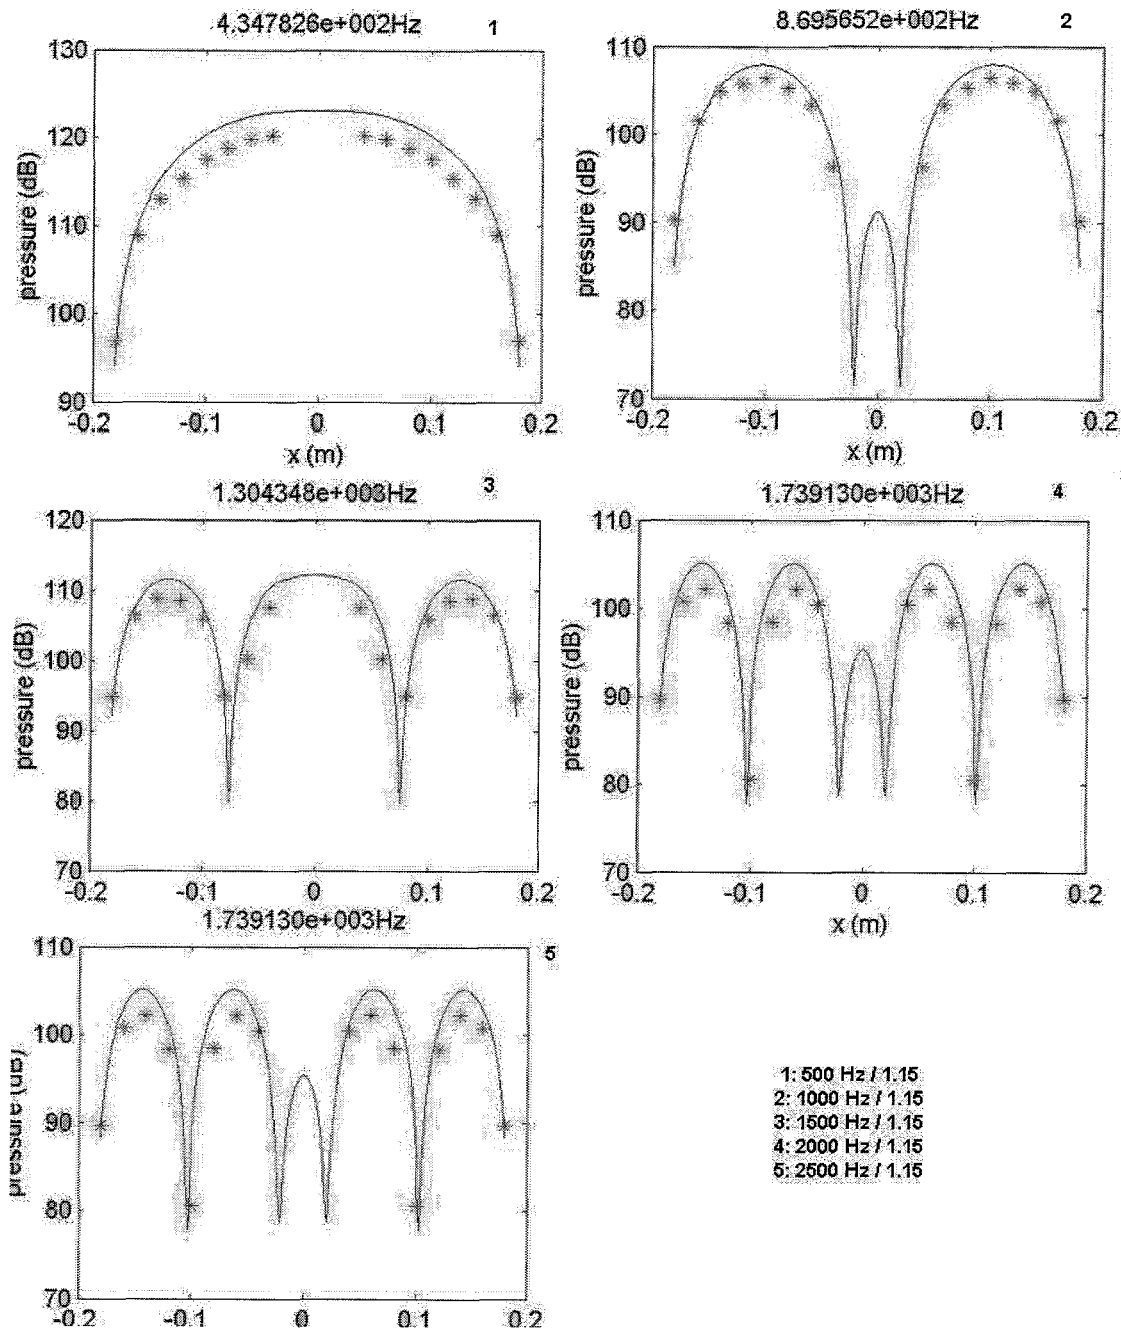 4.347826e+002Hz 1
130
120
110
100
90
pressure (dB)
-0.2 -0.1 0 0.1 0.2
x (m)
8.695652e+002Hz 2
110
100
90
80
70
pressure (dB)
-0.2 -0.1 0 0.1 0.2
x (m)
1.304348e+003Hz 3
120
110
100
90
80
70
pressure (dB)
-0.2 -0.1 0 0.1 0.2
1.739130e+003Hz 4
110
100
90
80
70
pressure (dB)
-0.2 -0.1 0 0.1 0.2
x (m)
1.739130e+003Hz
5
110
100
90
80
70
pressure (dB)
-0.2 -0.1 0 0.1 0.2
1: 500 Hz / 1.15
2: 1000 Hz / 1.15
3: 1500 Hz / 1.15
4: 2000 Hz / 1.15
5: 2500 Hz / 1.15